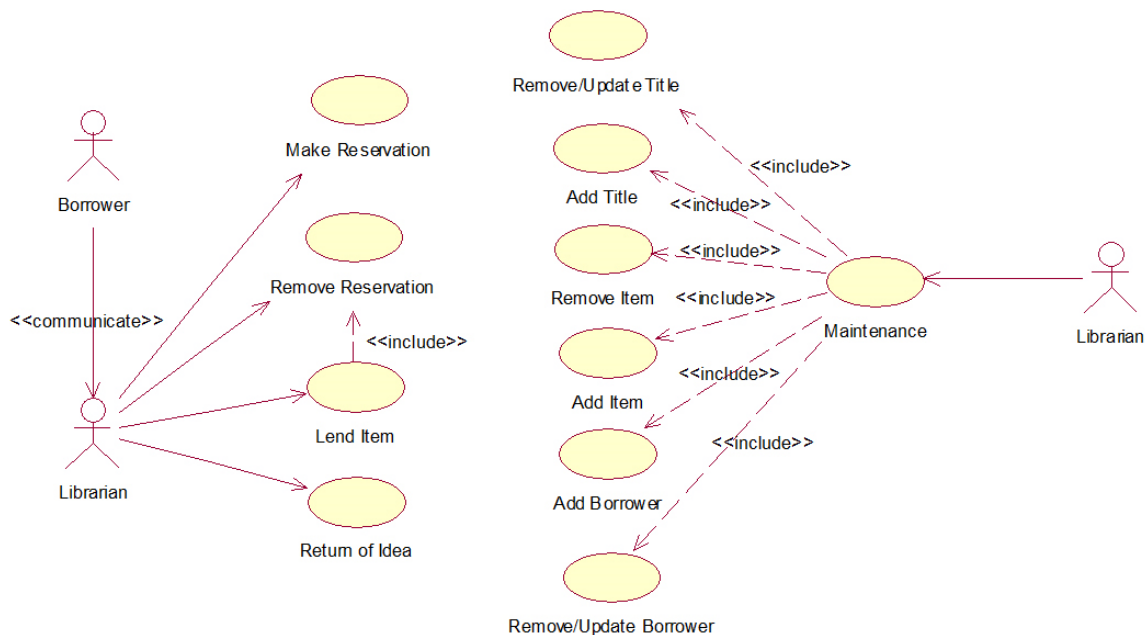 Remove/Update Title
Make Reservation
<<include>>
Borrower
Add Title
<<include>>
<<include>>
Remove Reservation
Remove Item
<<include>>
<<communicate>>
Maintenance
Librarian
<<include>>
<<include>>
Add Item
Lend Item
<<include>>
Librarian
Add Borrower
Return of Idea
Remove/Update Borrower